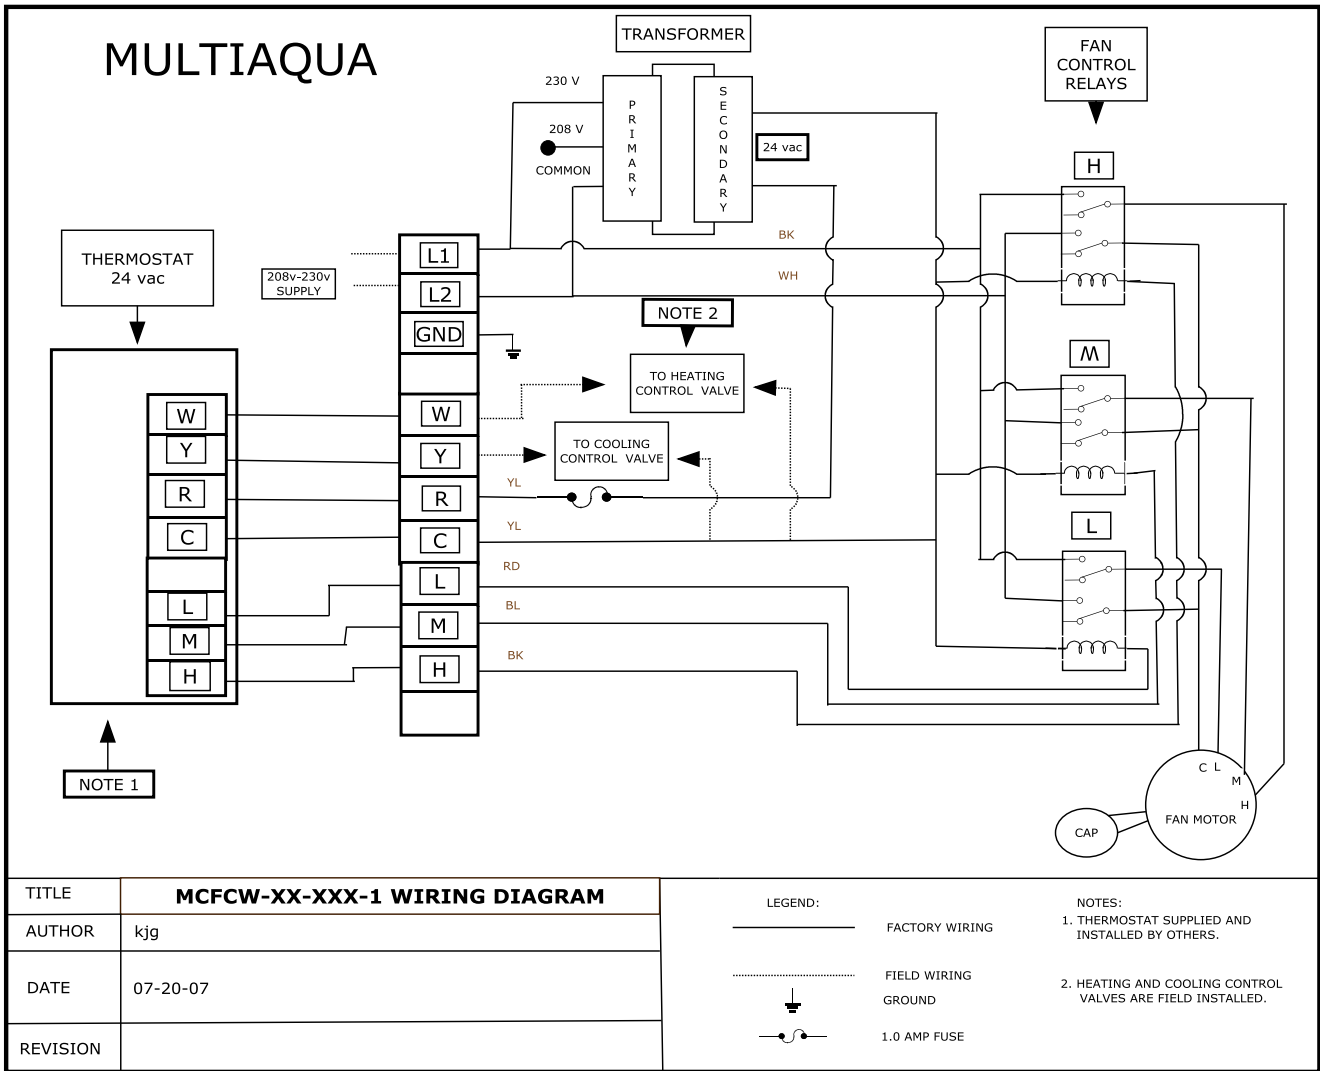 MULTIAQUA
TRANSFORMER
FAN
CONTROL
RELAYS
230 V
208 V
COMMON
PRIMARY
SECONDARY
24 vac
H
THERMOSTAT
24 vac
208v-230v
SUPPLY
L1
L2
GND
BK
WH
NOTE 2
TO HEATING
CONTROL VALVE
TO COOLING
CONTROL VALVE
M
L
W
Y
R
C
L
M
H
W
Y
R
C
L
M
H
YL
YL
RD
BL
BK
NOTE 1
C L
M
H
FAN MOTOR
CAP
TITLE
MCFCW-XX-XXX-1 WIRING DIAGRAM
AUTHOR
kjg
DATE
07-20-07
REVISION
LEGEND:
FACTORY WIRING
FIELD WIRING
GROUND
1.0 AMP FUSE
NOTES:
1. THERMOSTAT SUPPLIED AND
INSTALLED BY OTHERS.
2. HEATING AND COOLING CONTROL
VALVES ARE FIELD INSTALLED.